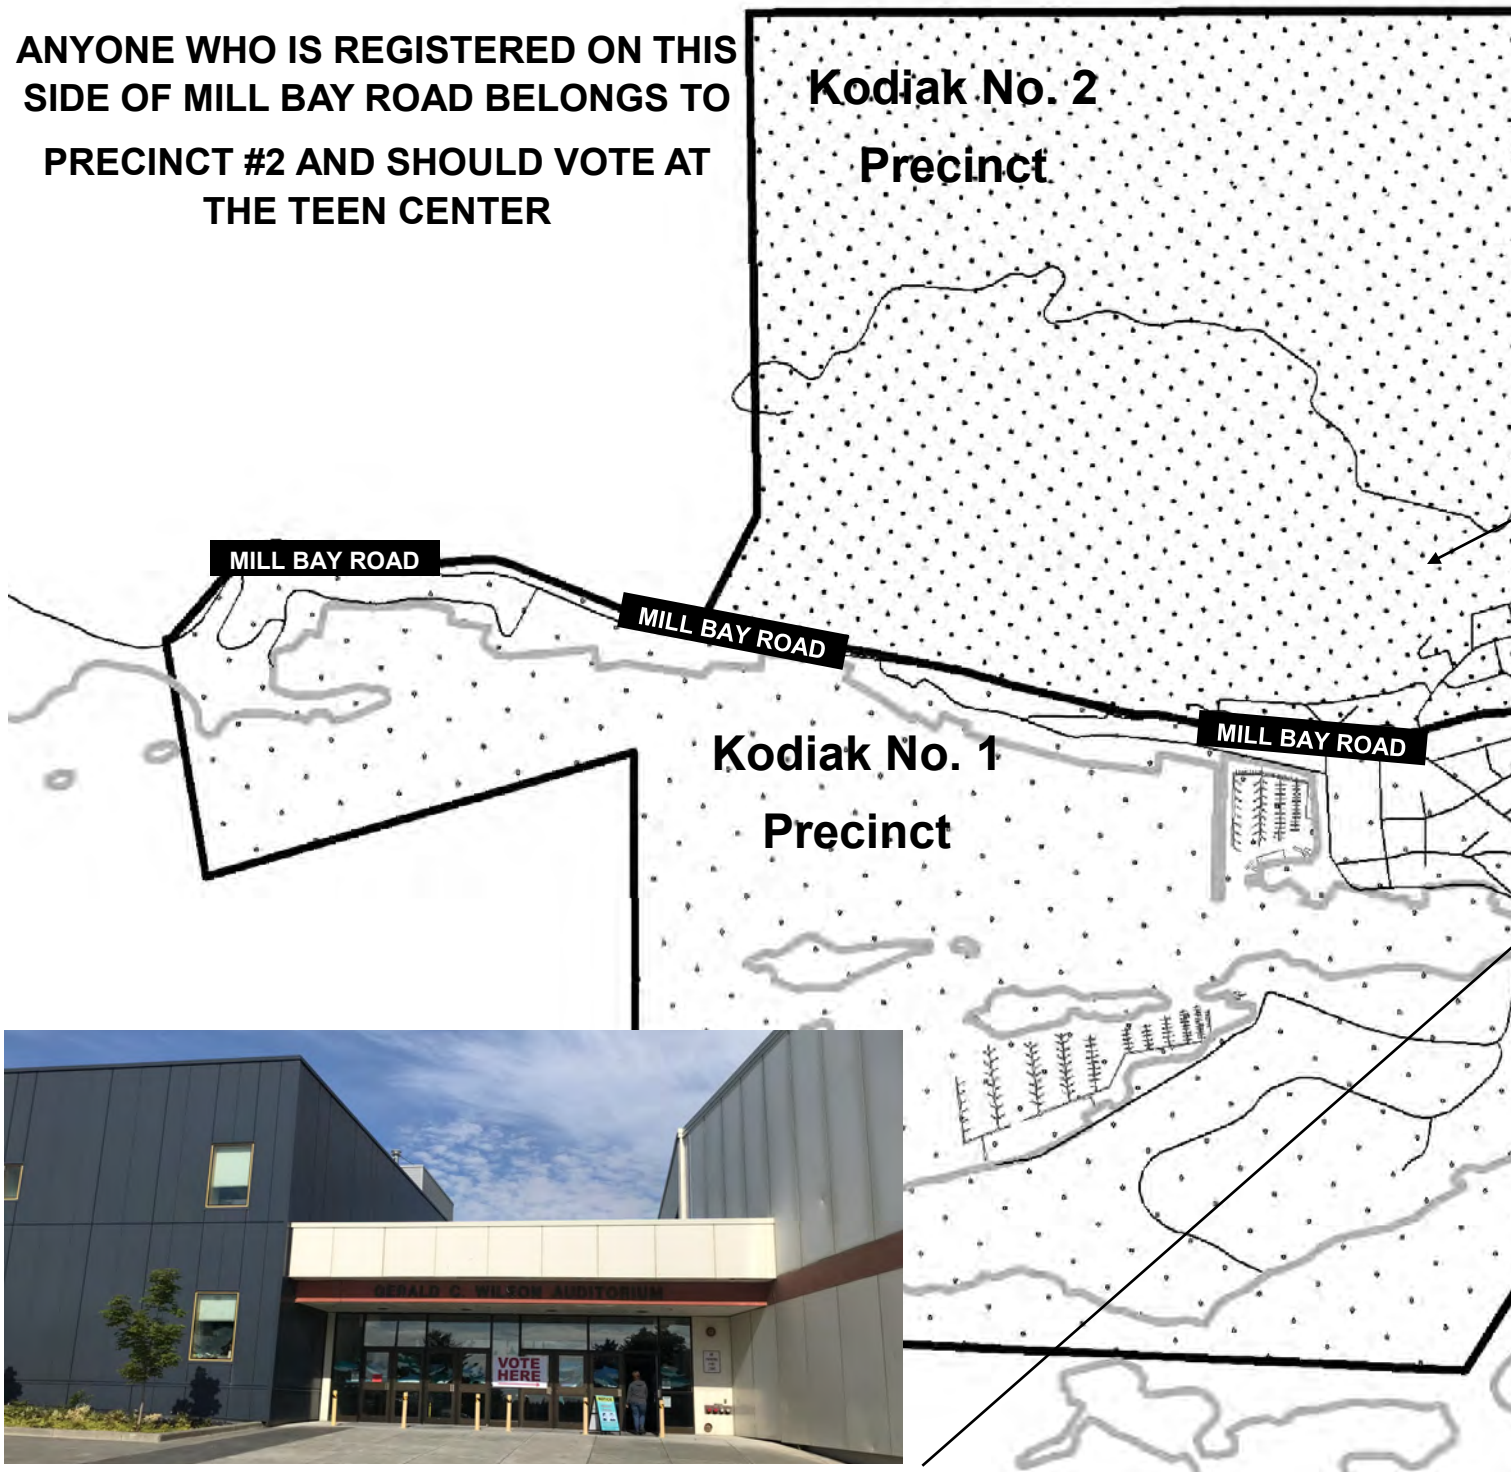 ANYONE WHO IS REGISTERED ON THIS
SIDE OF MILL BAY ROAD BELONGS TO
PRECINCT #2 AND SHOULD VOTE AT
THE TEEN CENTER
Kodiak No. 2
Precinct
MILL BAY ROAD
MILL BAY ROAD
MILL BAY ROAD
Kodiak No. 1
Precinct
GERALD C. WILSON AUDITORIUM
VOTE
HERE